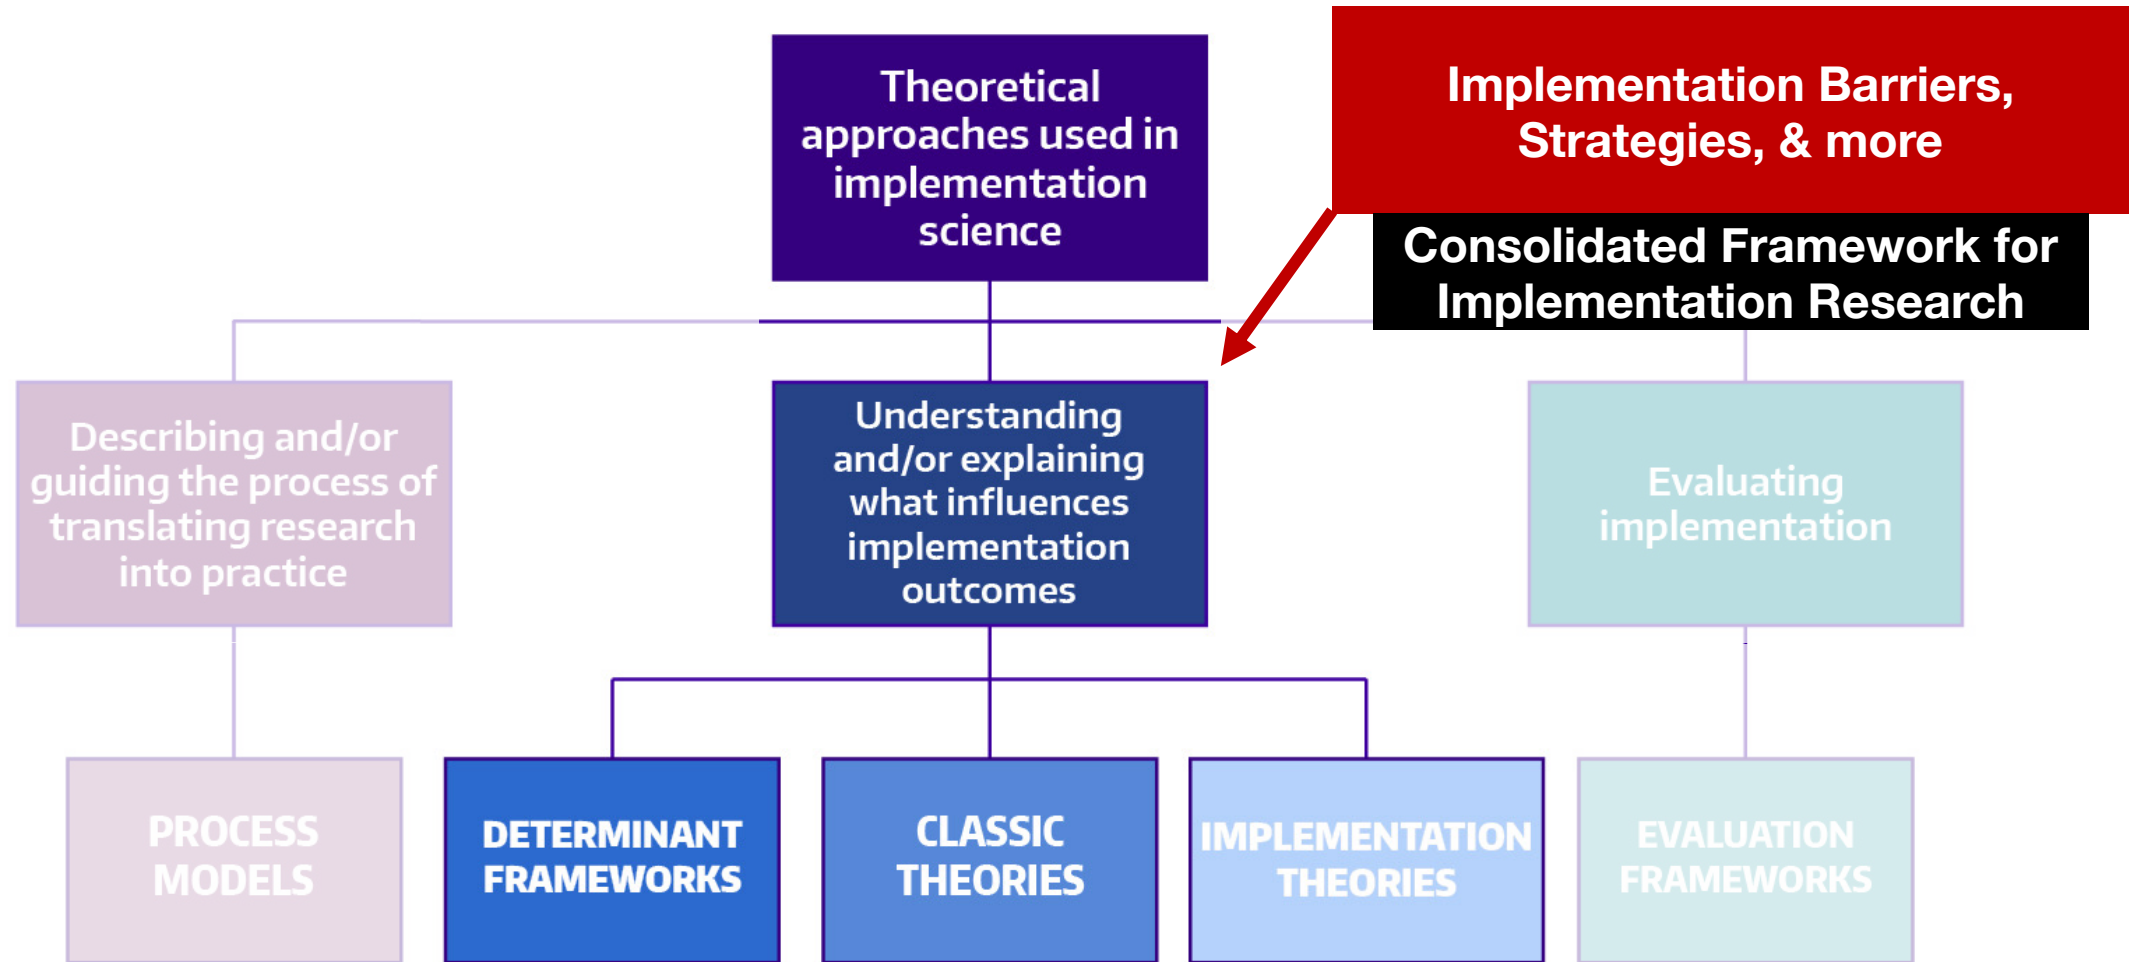 Theoretical
approaches used in
implementation
science
Implementation Barriers,
Strategies, & more
Consolidated Framework for
Implementation Research
Describing and/or
guiding the process of
translating research
into practice
Understanding
and/or explaining
what influences
implementation
outcomes
Evaluating
implementation
PROCESS
MODELS
DETERMINANT
FRAMEWORKS
CLASSIC
THEORIES
IMPLEMENTATION
THEORIES
EVALUATION
FRAMEWORKS